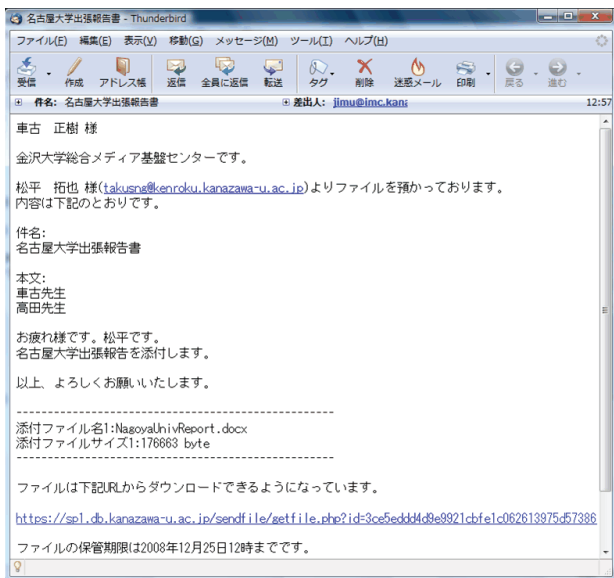 名古屋大学出張報告書 - Thunderbird
ファイル(F) 編集(E) 表示(V) 移動(G) メッセージ(M) ツール(T) ヘルプ(H)
受信 作成 アドレス帳 返信 全員に返信 転送 タグ 削除 迷惑メール 印刷 戻る 進む
件名: 名古屋大学出張報告書 差出人: jimu@imc.kana 12:57
車古 正樹 様
金沢大学総合メディア基盤センターです。
松平 拓也 様(takusng@kenroku.kanazawa-u.ac.jp)よりファイルを預かっております。
内容は下記のとおりです。
件名:
名古屋大学出張報告書
本文:
車古先生
高田先生
お疲れ様です。松平です。
名古屋大学出張報告を添付します。
以上、よろしくお願いいたします。
----------------------------------------------------
添付ファイル名1:NagoyaUnivReport.docx
添付ファイルサイズ1:176663 byte
----------------------------------------------------
ファイルは下記URLからダウンロードできるようになっています。
https://sp1.db.kanazawa-u.ac.jp/sendfile/getfile.php?id=3ce5eddd4d9e9921cbfe1c062613975d57386
ファイルの保管期限は2008年12月25日12時までです。